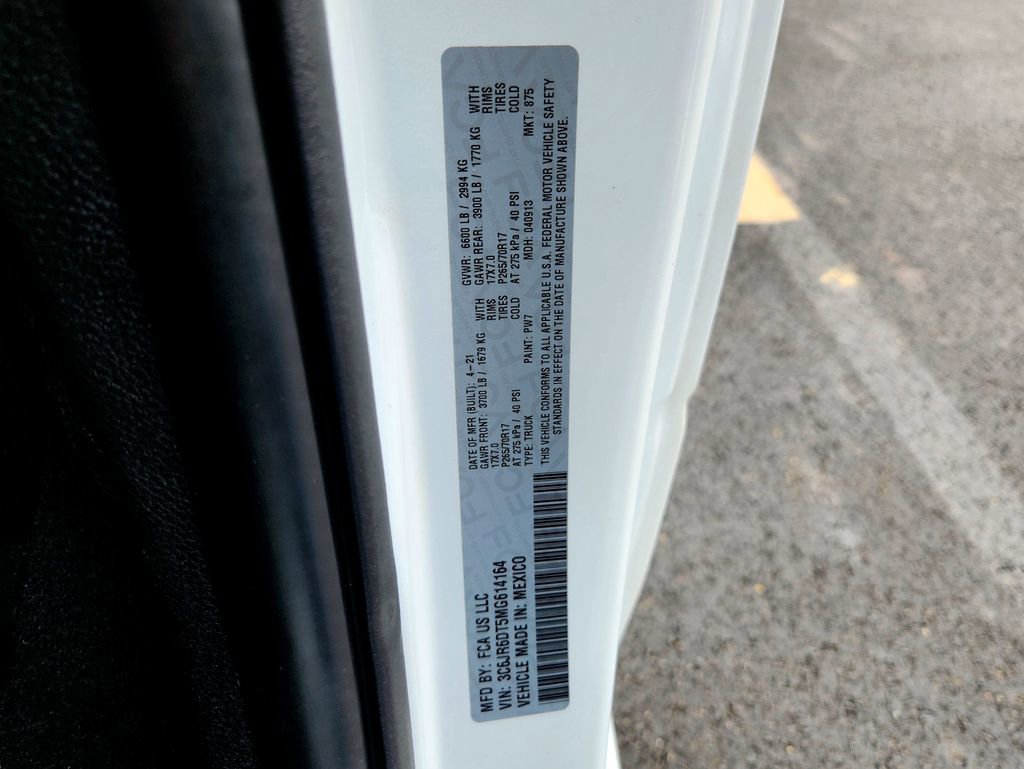 MFD BY: FCA US LLC
VIN: 3C6JR6DT5MG614164
VEHICLE MADE IN: MEXICO
DATE OF MFR (BUILT): 4-21
GAWR FRONT: 3700 LB / 1679 KG WITH
17X7.0 RIMS
P265/70R17 TIRES
AT 275 kPa / 40 PSI COLD
TYPE: TRUCK PAINT: PW7
GVWR: 6600 LB / 2994 KG
GAWR REAR: 3900 LB / 1770 KG WITH
17X7.0 RIMS
P265/70R17 TIRES
AT 275 kPa / 40 PSI COLD
MDH: 040913 MKT: 875
THIS VEHICLE CONFORMS TO ALL APPLICABLE U.S.A. FEDERAL MOTOR VEHICLE SAFETY
STANDARDS IN EFFECT ON THE DATE OF MANUFACTURE SHOWN ABOVE.